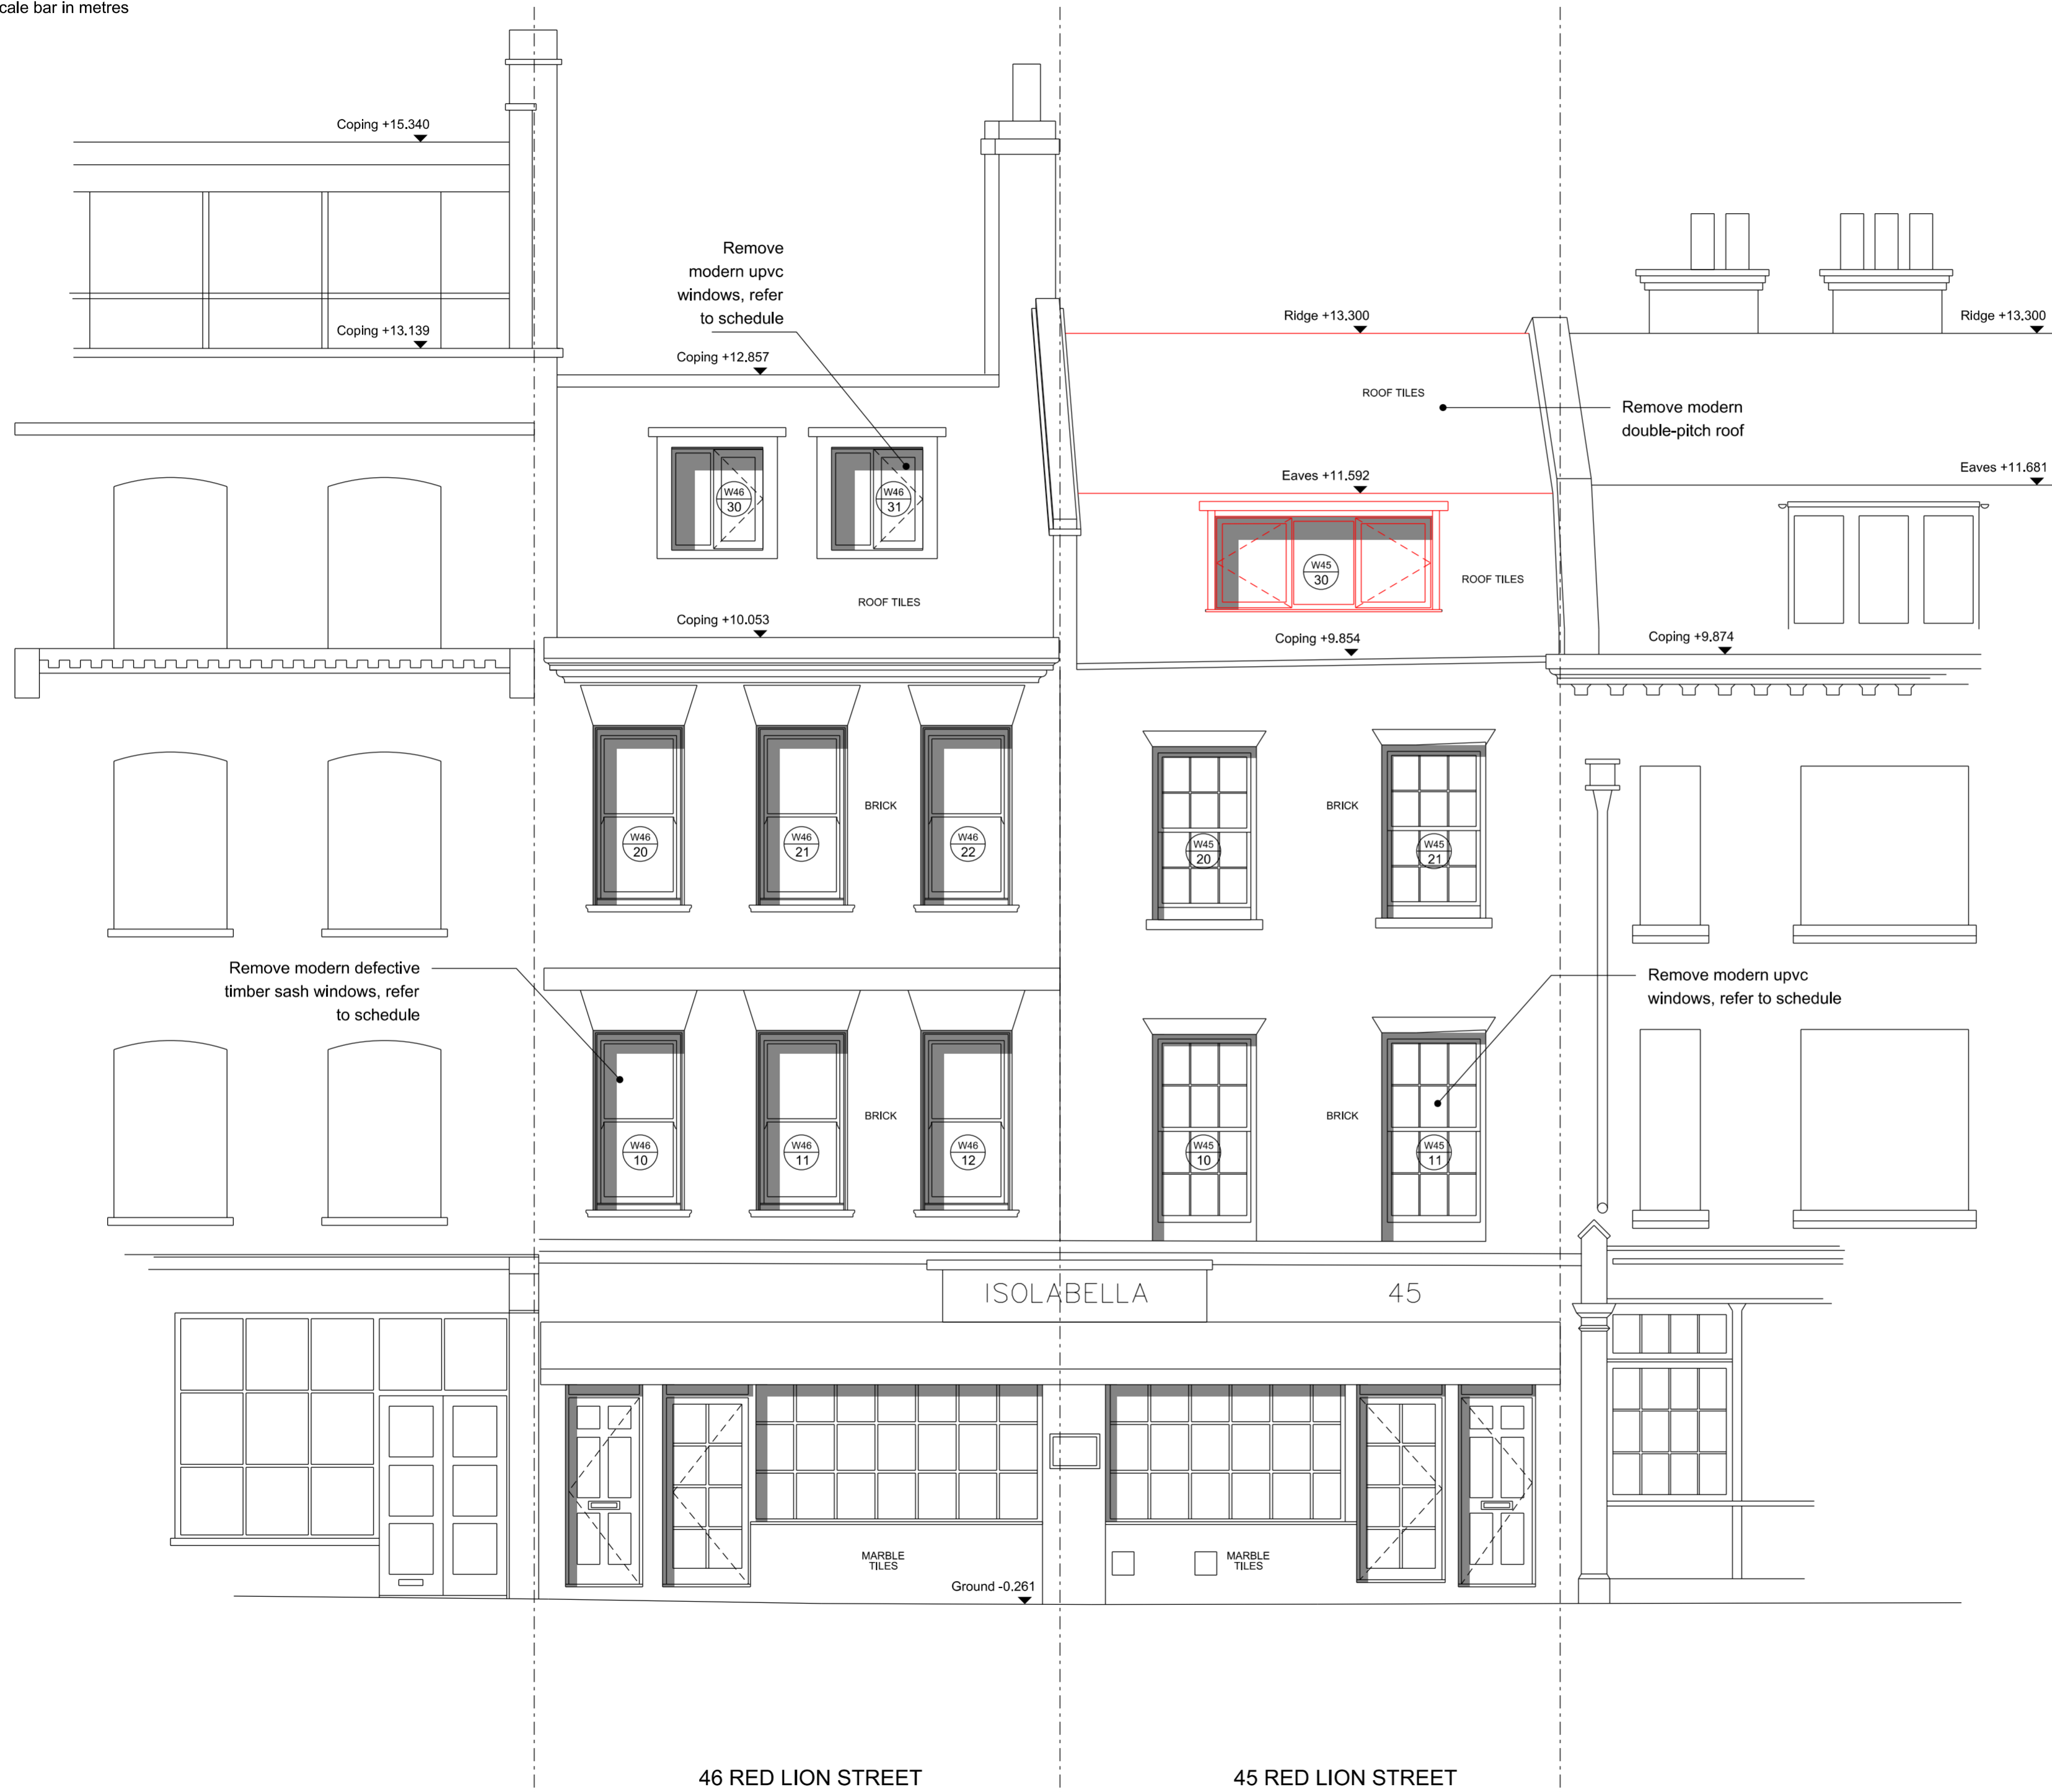 cale bar in metres
Coping +15.340
Remove
modern upvc
windows, refer
to schedule
Ridge +13.300
Ridge +13.300
Coping +13.139
Coping +12.857
ROOF TILES
Remove modern
double-pitch roof
Eaves +11.592
Eaves +11.681
W46
30
W46
31
W45
30
ROOF TILES
ROOF TILES
Coping +10.053
Coping +9.854
Coping +9.874
BRICK
BRICK
W46
20
W46
21
W46
22
W45
20
W45
21
Remove modern defective
timber sash windows, refer
to schedule
Remove modern upvc
windows, refer to schedule
BRICK
BRICK
W46
10
W46
11
W46
12
W45
10
W45
11
ISOLABELLA
45
MARBLE
TILES
MARBLE
TILES
Ground -0.261
46 RED LION STREET
45 RED LION STREET